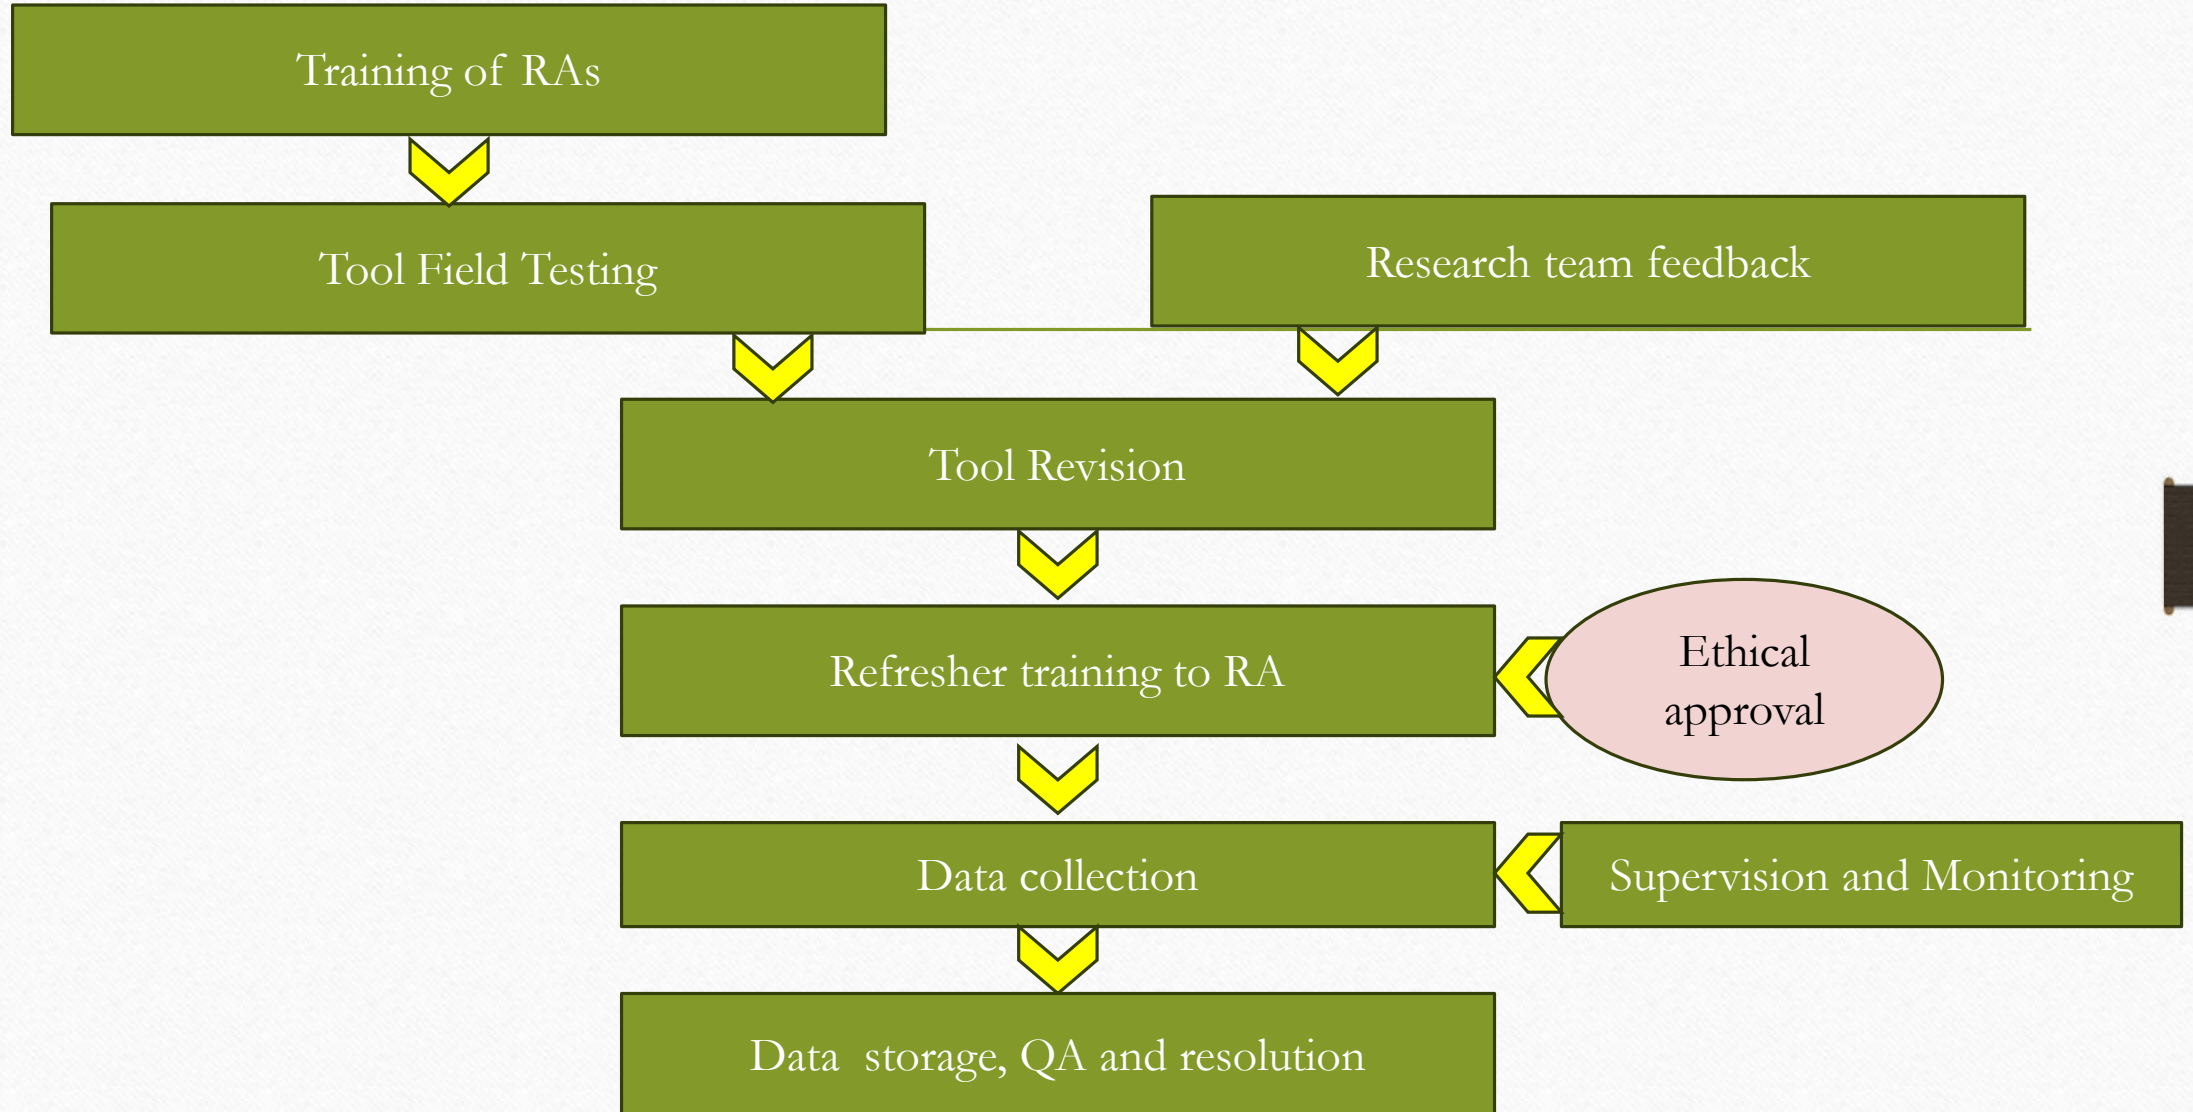 Training of RAs
Tool Field Testing
Research team feedback
Tool Revision
Refresher training to RA
Ethical
approval
Data collection
Supervision and Monitoring
Data storage, QA and resolution